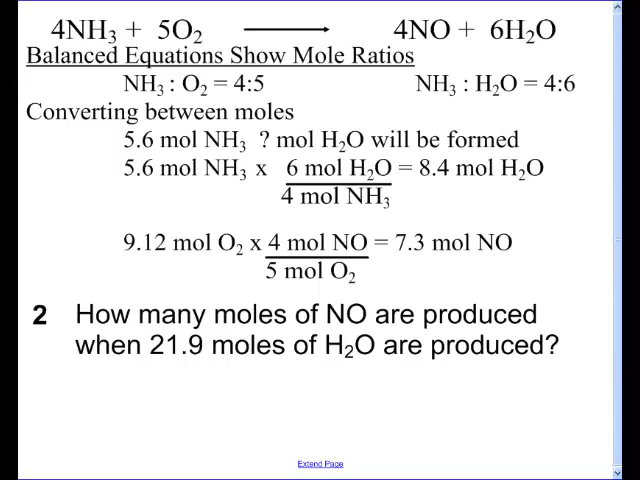 4NH₃ + 5O₂ ⟶ 4NO + 6H₂O
Balanced Equations Show Mole Ratios
NH₃ : O₂ = 4:5 NH₃ : H₂O = 4:6
Converting between moles
5.6 mol NH₃ ? mol H₂O will be formed
5.6 mol NH₃ x 6 mol H₂O = 8.4 mol H₂O
4 mol NH₃
9.12 mol O₂ x 4 mol NO = 7.3 mol NO
5 mol O₂
2 How many moles of NO are produced
when 21.9 moles of H₂O are produced?
Extend Page